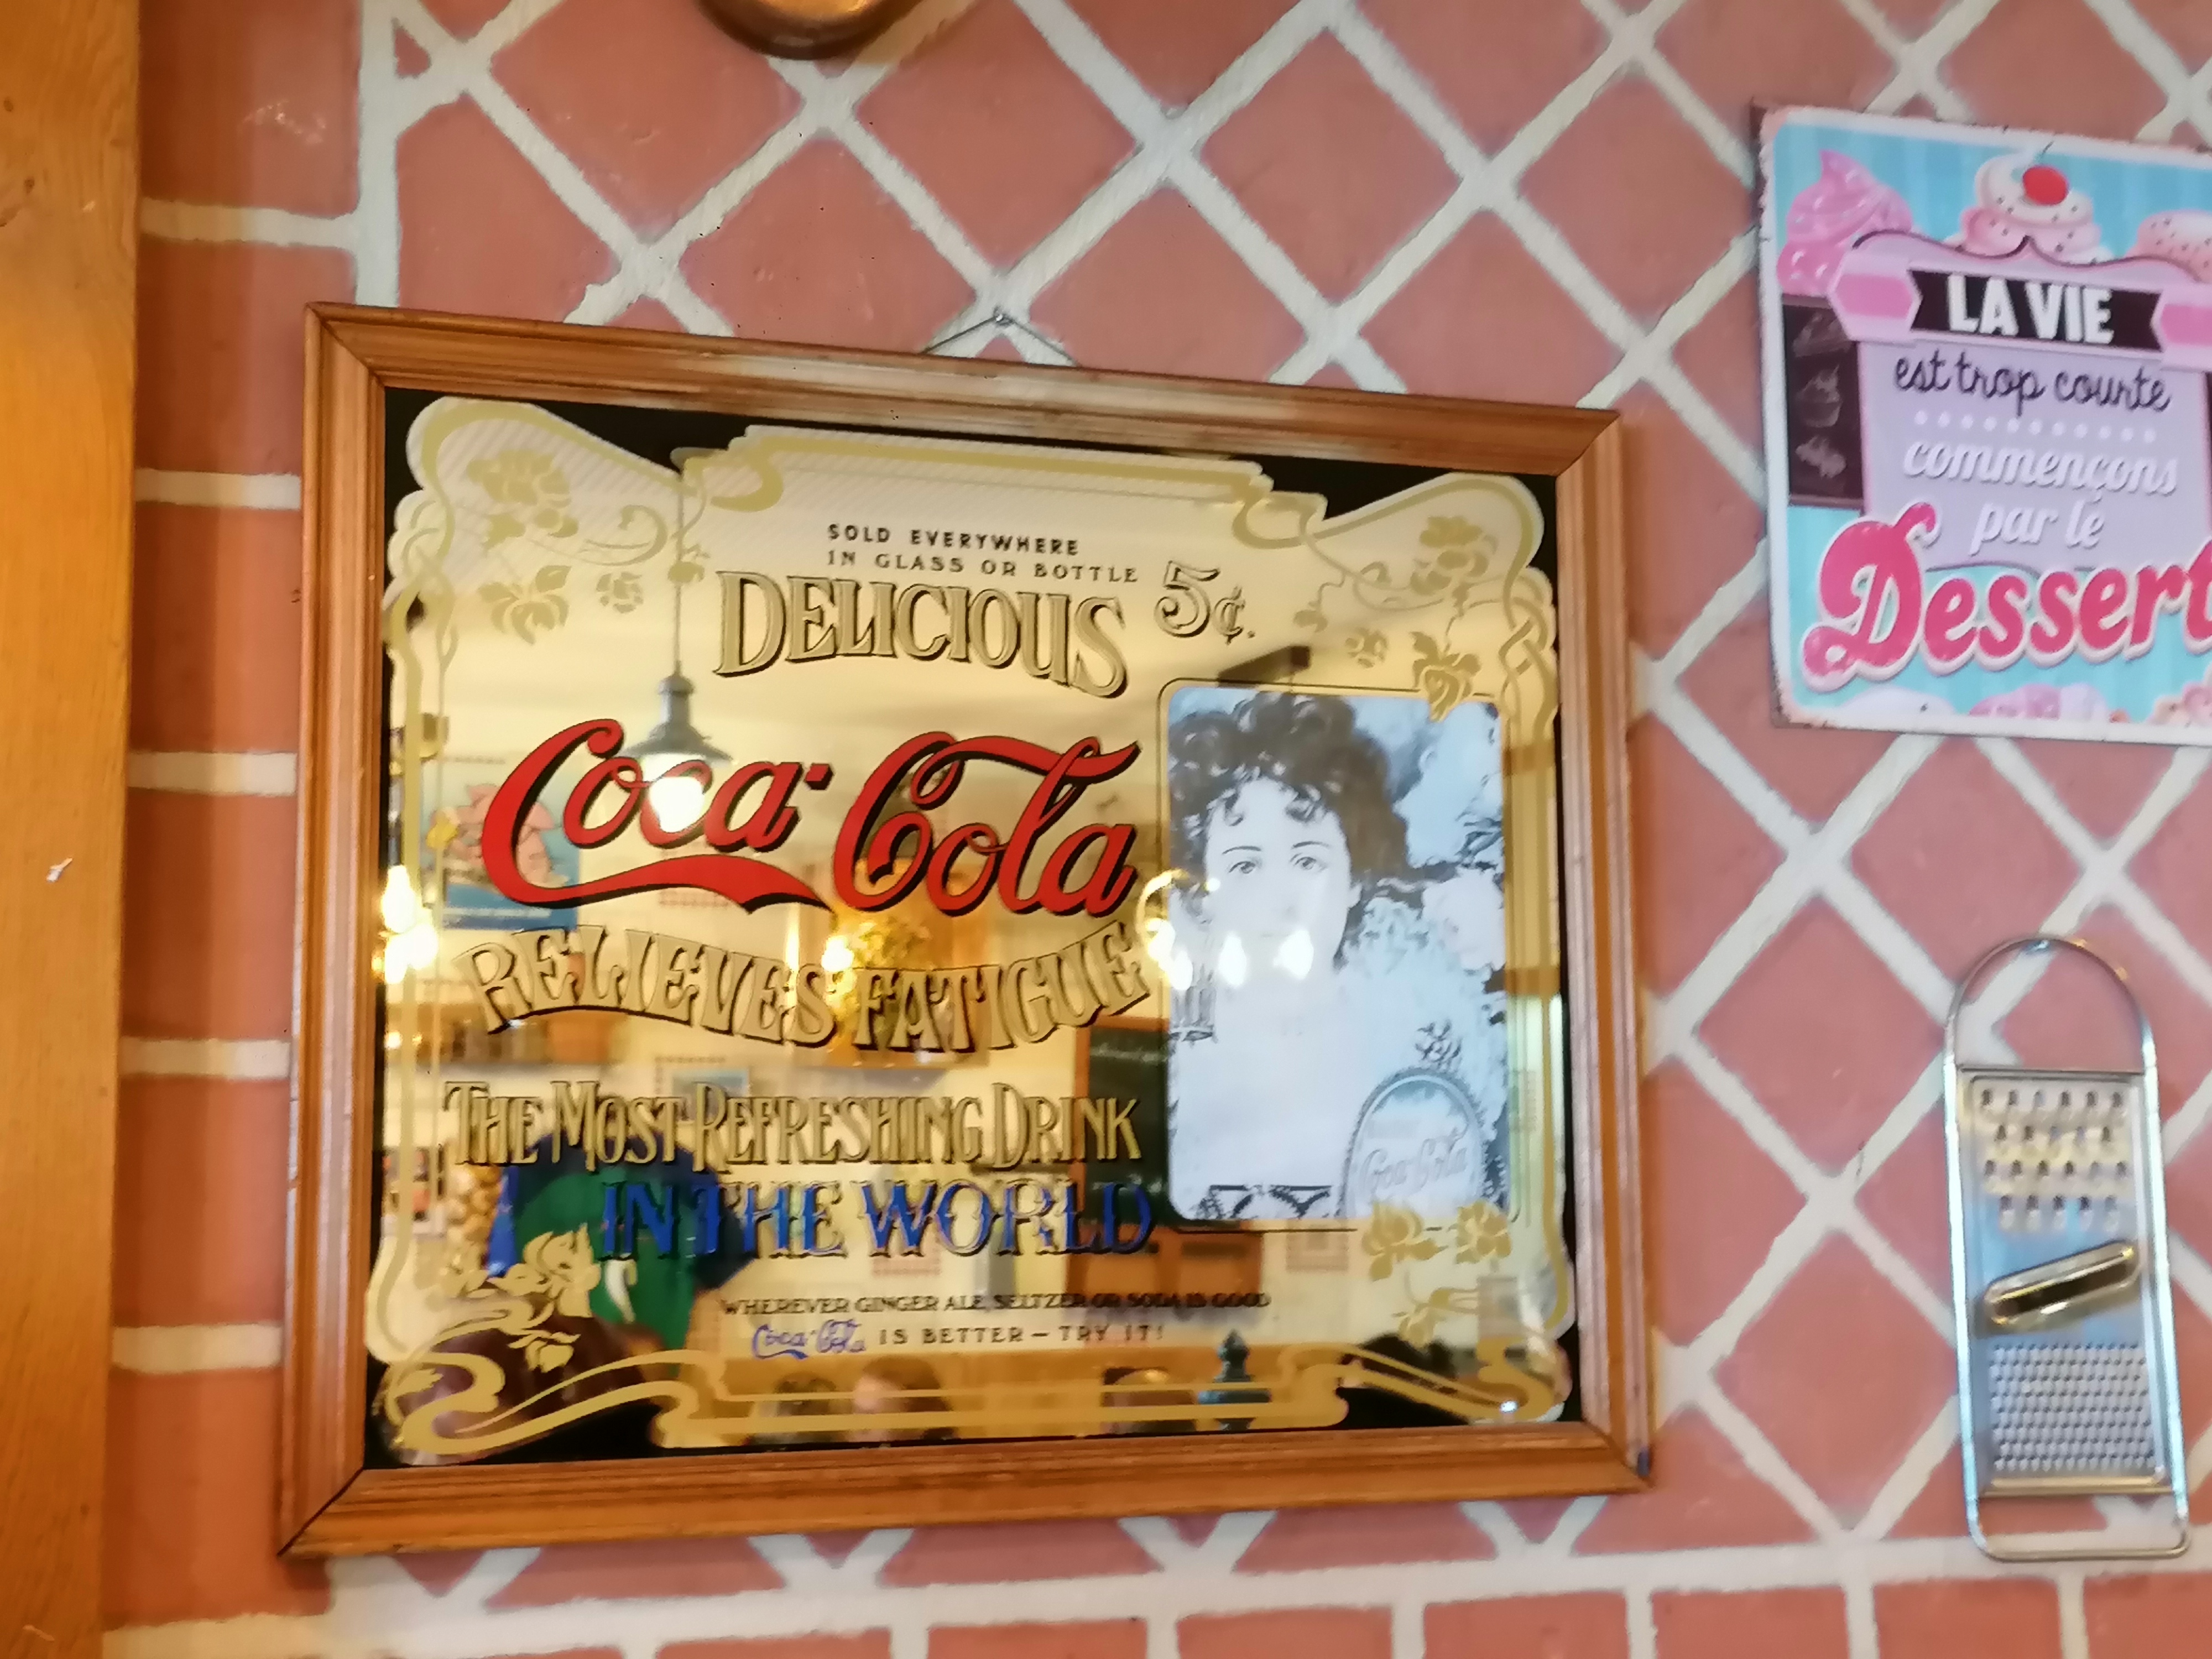 SOLD EVERYWHERE
IN GLASS OR BOTTLE
5¢.
DELICIOUS
Coca-Cola
RELIEVES FATIGUE
THE MOST REFRESHING DRINK
IN THE WORLD.
WHEREVER GINGER ALE, SELTZER OR SODA IS GOOD
Coca-Cola IS BETTER - TRY IT!
Coca-Cola
LA VIE
est trop courte
commençons
par le
Dessert